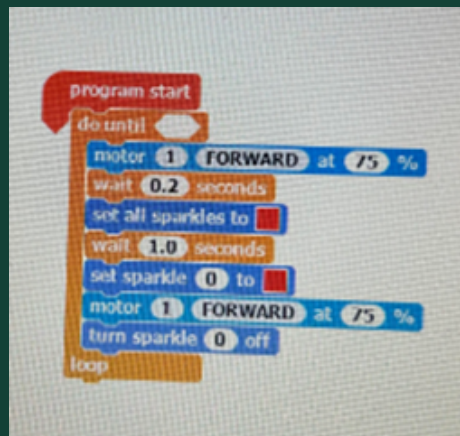 program start
do until
motor 1 FORWARD at 75 %
wait 0.2 seconds
set all sparkles to
wait 1.0 seconds
set sparkle 0 to
motor 1 FORWARD at 75 %
turn sparkle 0 off
loop